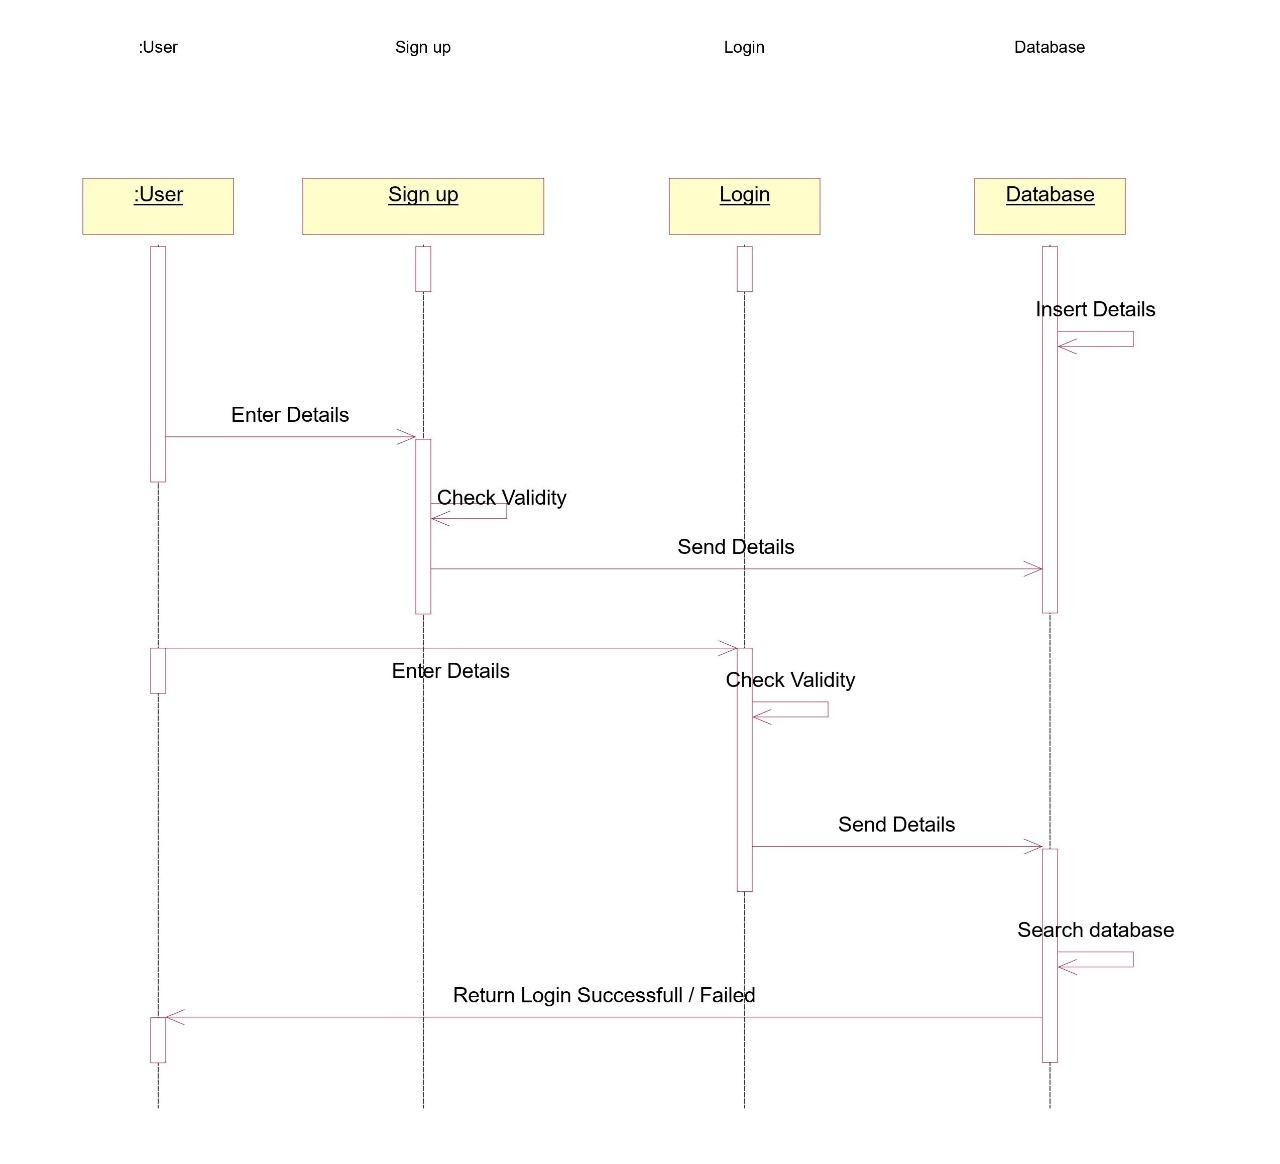 :User
Sign up
Login
Database
:User
Sign up
Login
Database
Insert Details
Enter Details
Check Validity
Send Details
Enter Details
Check Validity
Send Details
Search database
Return Login Successfull / Failed